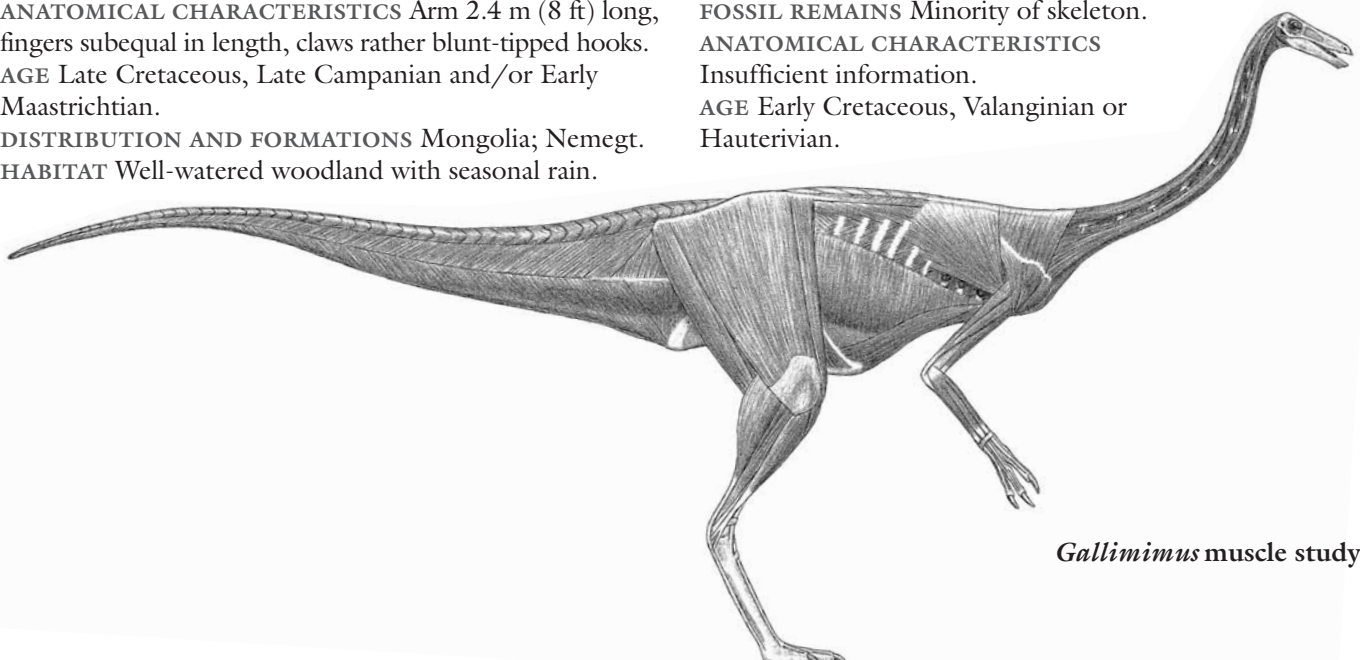 ANATOMICAL CHARACTERISTICS Arm 2.4 m (8 ft) long,
fingers subequal in length, claws rather blunt-tipped hooks.
AGE Late Cretaceous, Late Campanian and/or Early
Maastrichtian.
DISTRIBUTION AND FORMATIONS Mongolia; Nemegt.
HABITAT Well-watered woodland with seasonal rain.
FOSSIL REMAINS Minority of skeleton.
ANATOMICAL CHARACTERISTICS
Insufficient information.
AGE Early Cretaceous, Valanginian or
Hauterivian.
Gallimimus muscle study